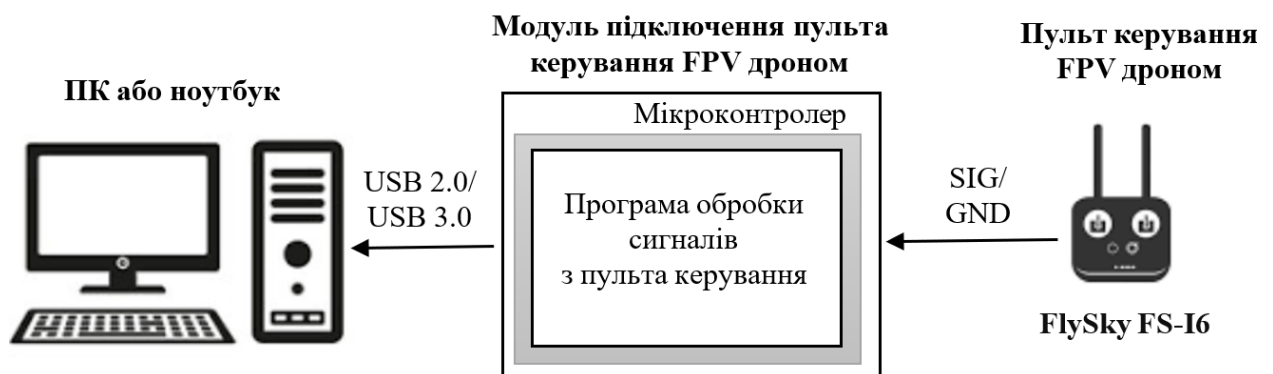 ПК або ноутбук
USB 2.0/
USB 3.0
Модуль підключення пульта
керування FPV дроном
Мікроконтролер
Програма обробки
сигналів
з пульта керування
SIG/
GND
Пульт керування
FPV дроном
FlySky FS-I6